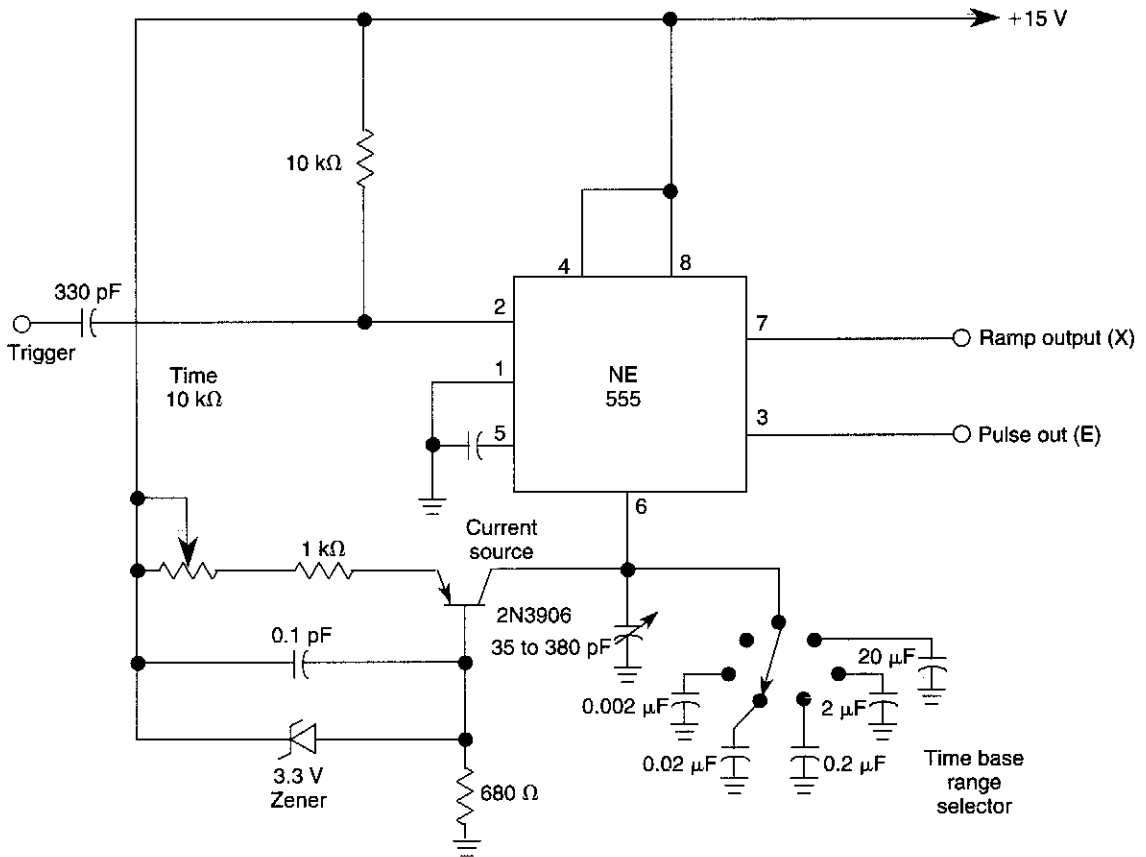 +15 V
10 kΩ
4
8
330 pF
2
7
Trigger
Ramp output (X)
Time
10 kΩ
1
NE
555
5
3
Pulse out (E)
6
Current
source
1 kΩ
2N3906
0.1 pF
35 to 380 pF
20 μF
0.002 μF
2 μF
0.02 μF
0.2 μF
Time base
range
selector
3.3 V
Zener
680 Ω